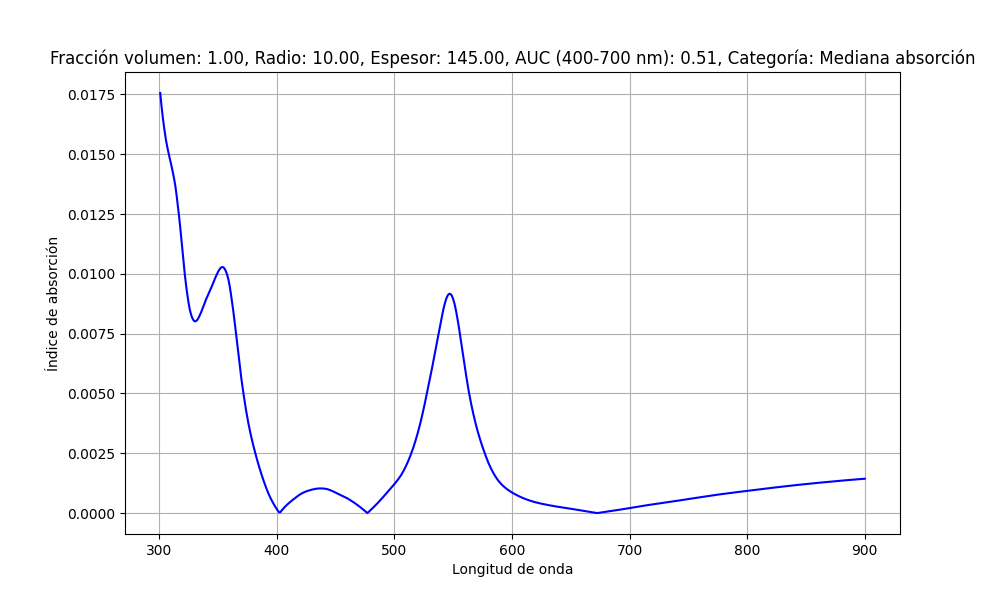 Fracción volumen: 1.00, Radio: 10.00, Espesor: 145.00, AUC (400-700 nm): 0.51, Categoría: Mediana absorción
0.0175
0.0150
0.0125
0.0100
0.0075
0.0050
0.0025
0.0000
Índice de absorción
300 400 500 600 700 800 900
Longitud de onda